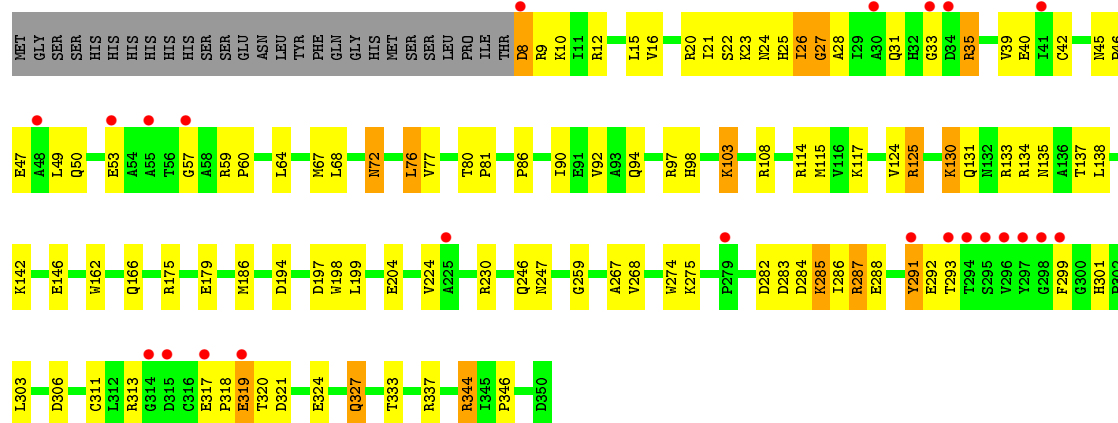 MET GLY SER SER HIS HIS HIS HIS HIS HIS SER SER GLU ASN LEU TYR PHE GLN GLY HIS MET SER SER LEU PRO ILE THR D8 R9 K10 I11 R12 L15 V16 R20 I21 S22 K23 N24 H25 I26 G27 A28 I29 A30 Q31 H32 G33 D34 R35 V39 E40 I41 C42 N45 P46
E47 A48 L49 Q50 E53 A54 A55 T56 G57 A58 R59 P60 L64 M67 L68 N72 L76 V77 T80 P81 P86 I90 E91 V92 A93 Q94 R97 H98 K103 R108 R114 M115 V116 K117 V124 R125 K130 Q131 N132 R133 R134 N135 A136 T137 L138
K142 E146 W162 Q166 R175 E179 M186 D194 D197 W198 L199 E204 V224 A225 R230 Q246 N247 G259 A267 V268 W274 K275 P279 D282 D283 D284 K285 I286 R287 E288 Y291 E292 T293 T294 S295 V296 Y297 G298 F299 G300 H301 P302
L303 D306 C311 L312 R313 G314 D315 C316 E317 P318 E319 T320 D321 E324 Q327 T333 R337 R344 I345 P346 D350